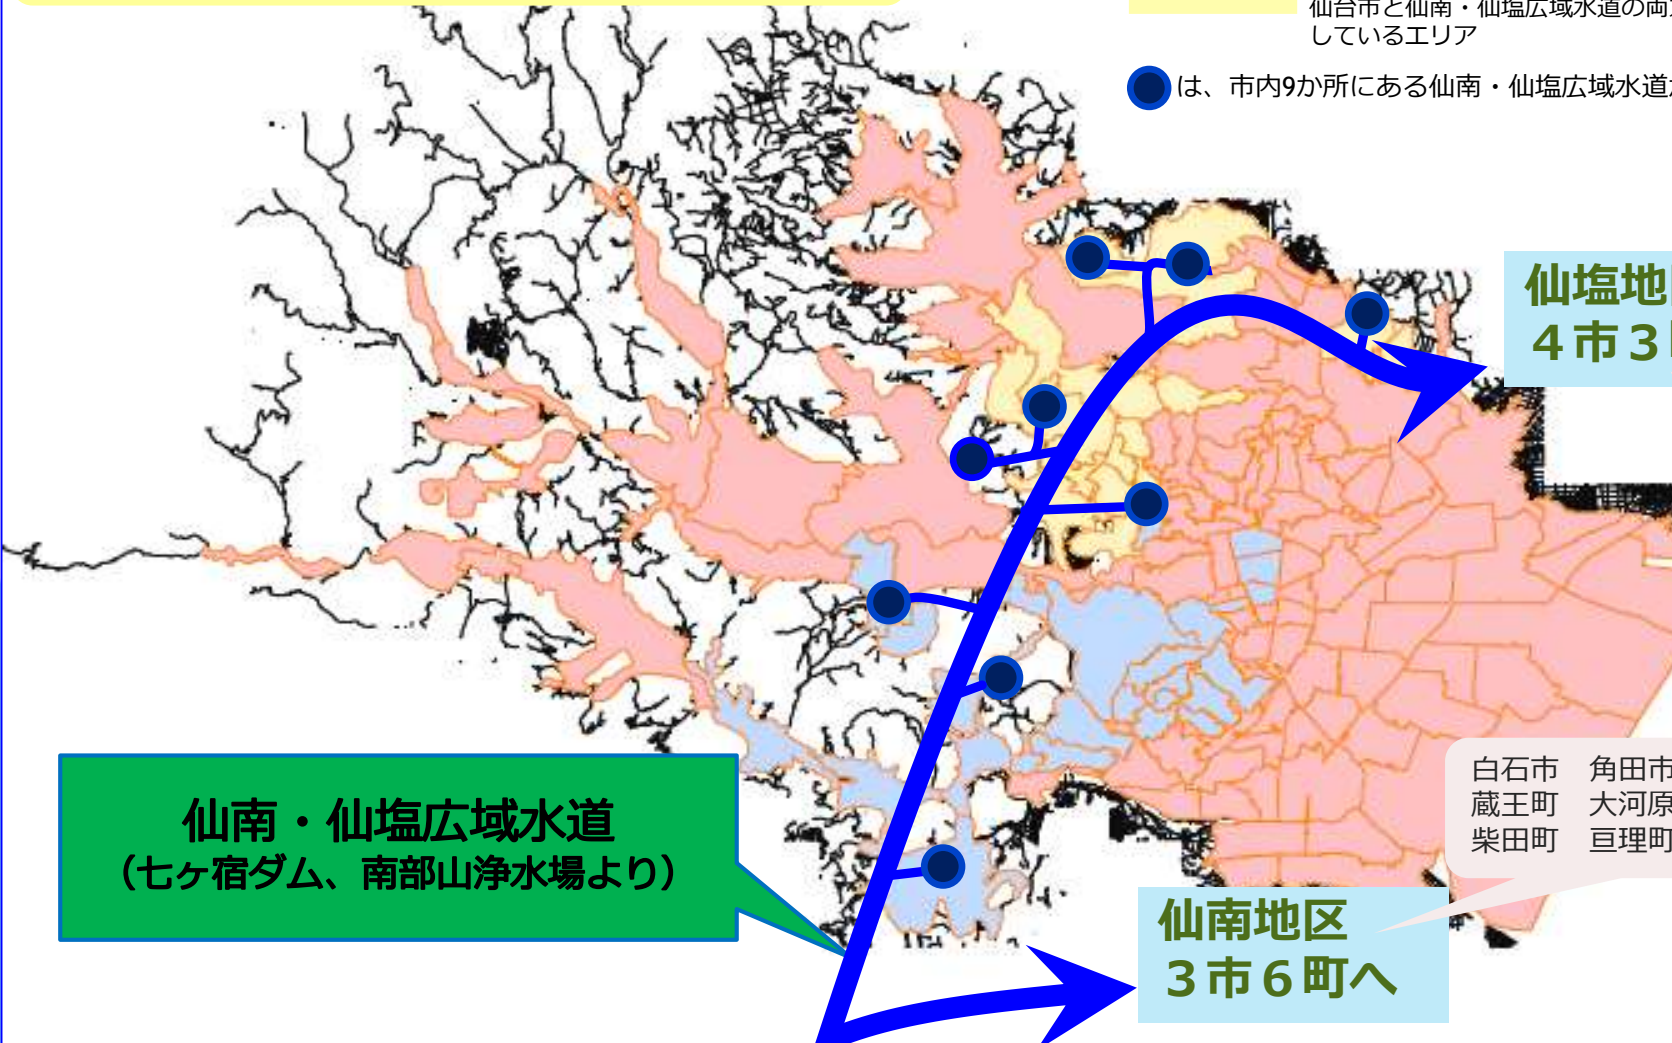 仙台市と仙南・仙塩広域水道の両
しているエリア
は、市内9か所にある仙南・仙塩広域水道
仙塩地
４市３
白石市　角田市
蔵王町　大河原
柴田町　亘理町
仙南・仙塩広域水道
（七ヶ宿ダム、南部山浄水場より）
仙南地区
３市６町へ